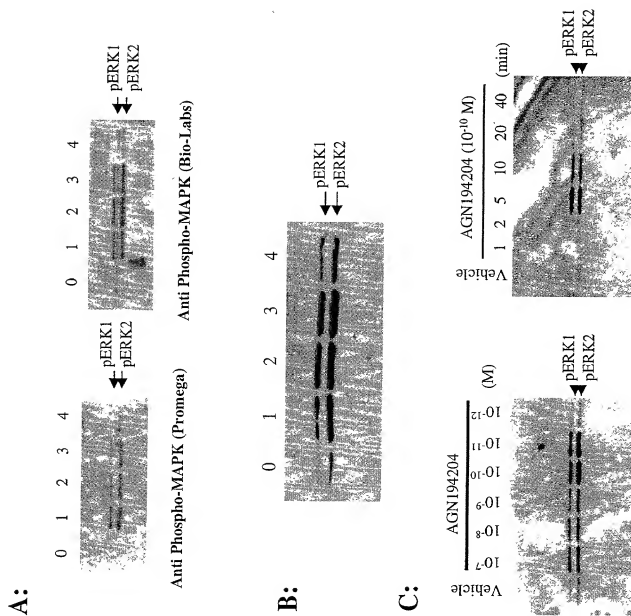 A:
0 1 2 3 4
pERK1
pERK2
Anti Phospho-MAPK (Promega)
0 1 2 3 4
pERK1
pERK2
Anti Phospho-MAPK (Bio-Labs)
B:
0 1 2 3 4
pERK1
pERK2
C:
AGN194204
Vehicle 10-7 10-8 10-9 10-10 10-11 10-12 (M)
pERK1
pERK2
AGN194204 (10-10 M)
Vehicle 1 2 5 10 20 40 (min)
pERK1
pERK2